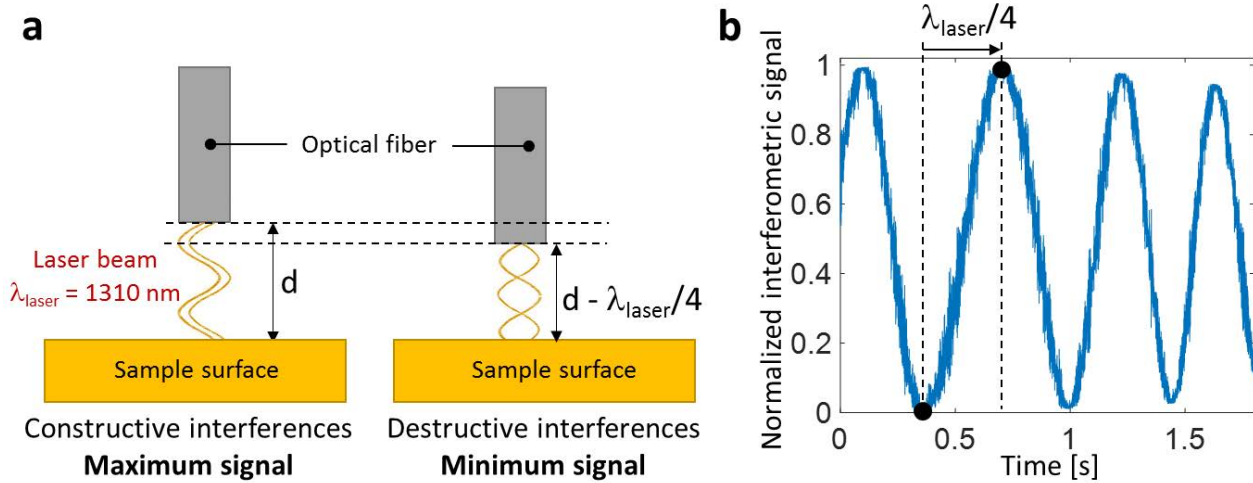 a
Optical fiber
Laser beam
λlaser = 1310 nm
d
d - λlaser/4
Sample surface
Sample surface
Constructive interferences
Maximum signal
Destructive interferences
Minimum signal
b
λlaser/4
Normalized interferometric signal
1
0.8
0.6
0.4
0.2
0
0
0.5
1
1.5
Time [s]